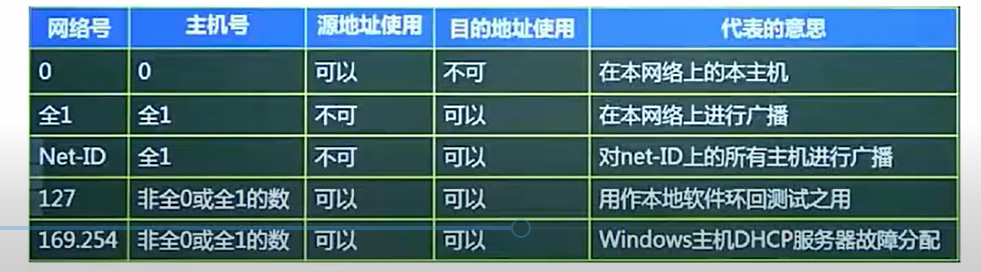 网络号 主机号 源地址使用 目的地址使用 代表的意思
0 0 可以 不可 在本网络上的本主机
全1 全1 不可 可以 在本网络上进行广播
Net-ID 全1 不可 可以 对net-ID上的所有主机进行广播
127 非全0或全1的数 可以 可以 用作本地软件环回测试之用
169.254 非全0或全1的数 可以 可以 Windows主机DHCP服务器故障分配